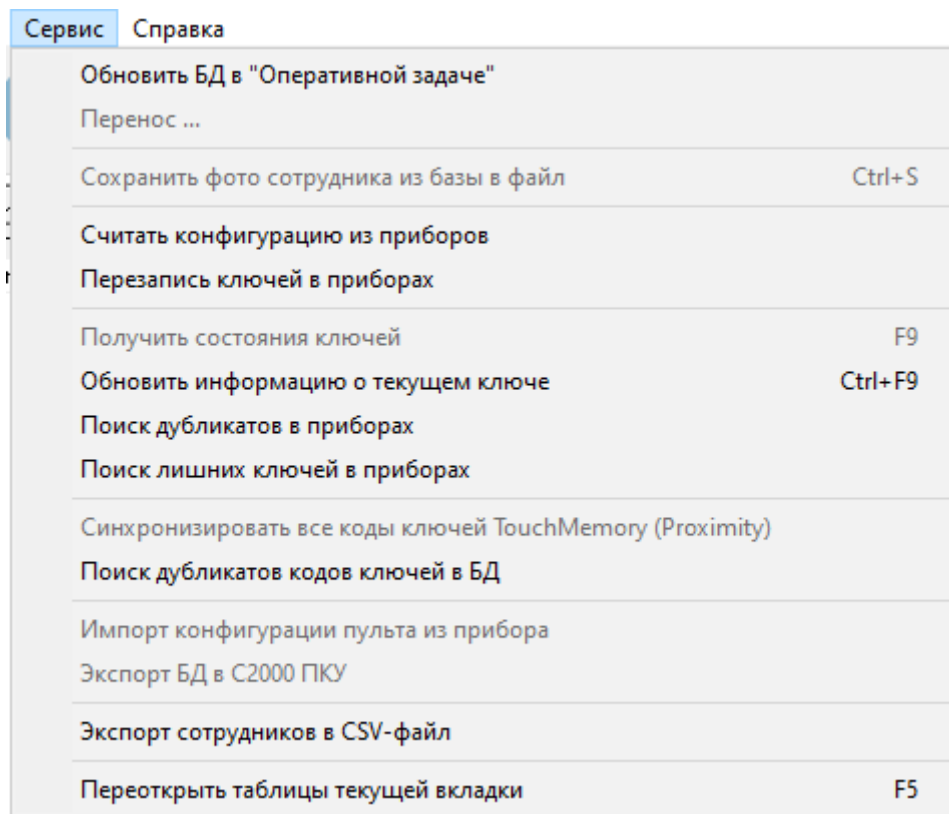 Сервис Справка
Обновить БД в "Оперативной задаче"
Перенос ...
Сохранить фото сотрудника из базы в файл Ctrl+S
Считать конфигурацию из приборов
Перезапись ключей в приборах
Получить состояния ключей F9
Обновить информацию о текущем ключе Ctrl+F9
Поиск дубликатов в приборах
Поиск лишних ключей в приборах
Синхронизировать все коды ключей TouchMemory (Proximity)
Поиск дубликатов кодов ключей в БД
Импорт конфигурации пульта из прибора
Экспорт БД в С2000 ПКУ
Экспорт сотрудников в CSV-файл
Переоткрыть таблицы текущей вкладки F5